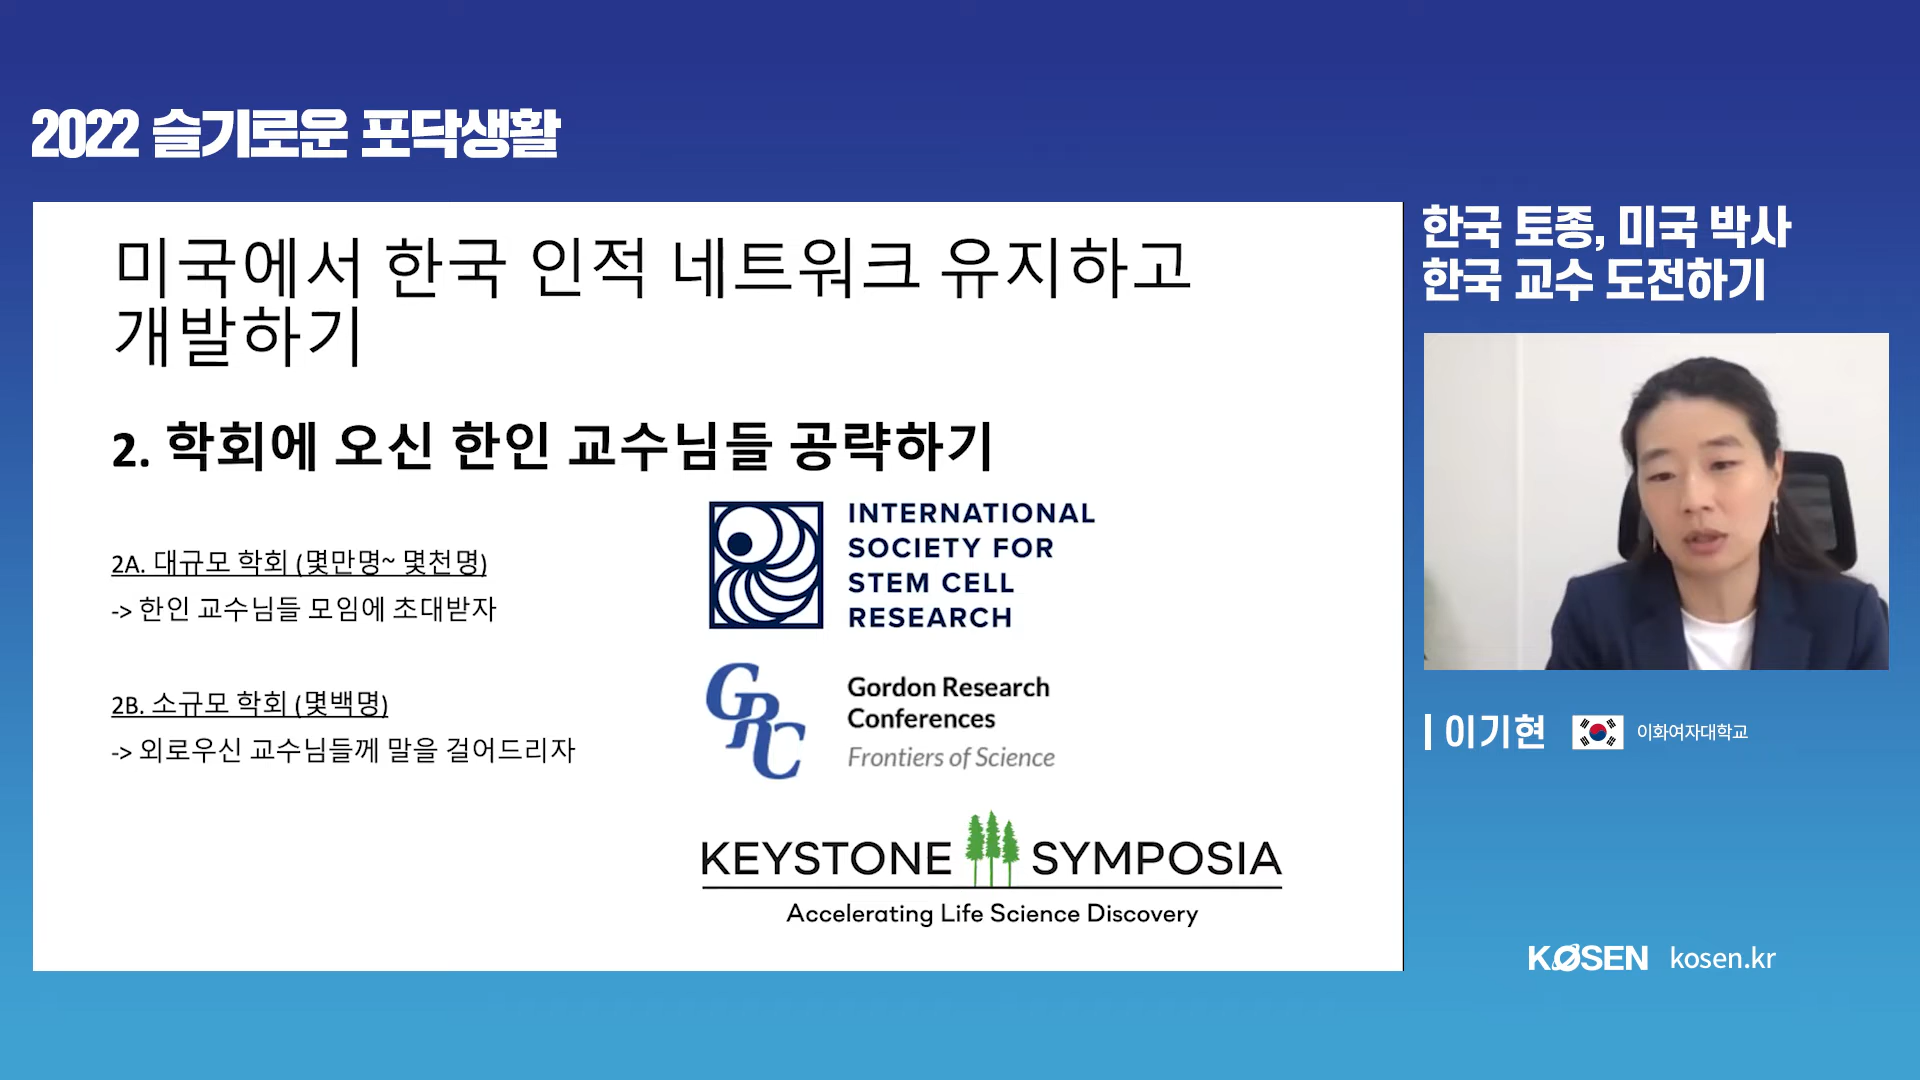 2022 슬기로운 포닥생활
미국에서 한국 인적 네트워크 유지하고
개발하기
2. 학회에 오신 한인 교수님들 공략하기
2A. 대규모 학회 (몇만명~ 몇천명)
-> 한인 교수님들 모임에 초대받자
2B. 소규모 학회 (몇백명)
-> 외로우신 교수님들께 말을 걸어드리자
INTERNATIONAL
SOCIETY FOR
STEM CELL
RESEARCH
GRC
Gordon Research
Conferences
Frontiers of Science
KEYSTONE SYMPOSIA
Accelerating Life Science Discovery
한국 토종, 미국 박사
한국 교수 도전하기
이기현 이화여자대학교
KOSEN kosen.kr